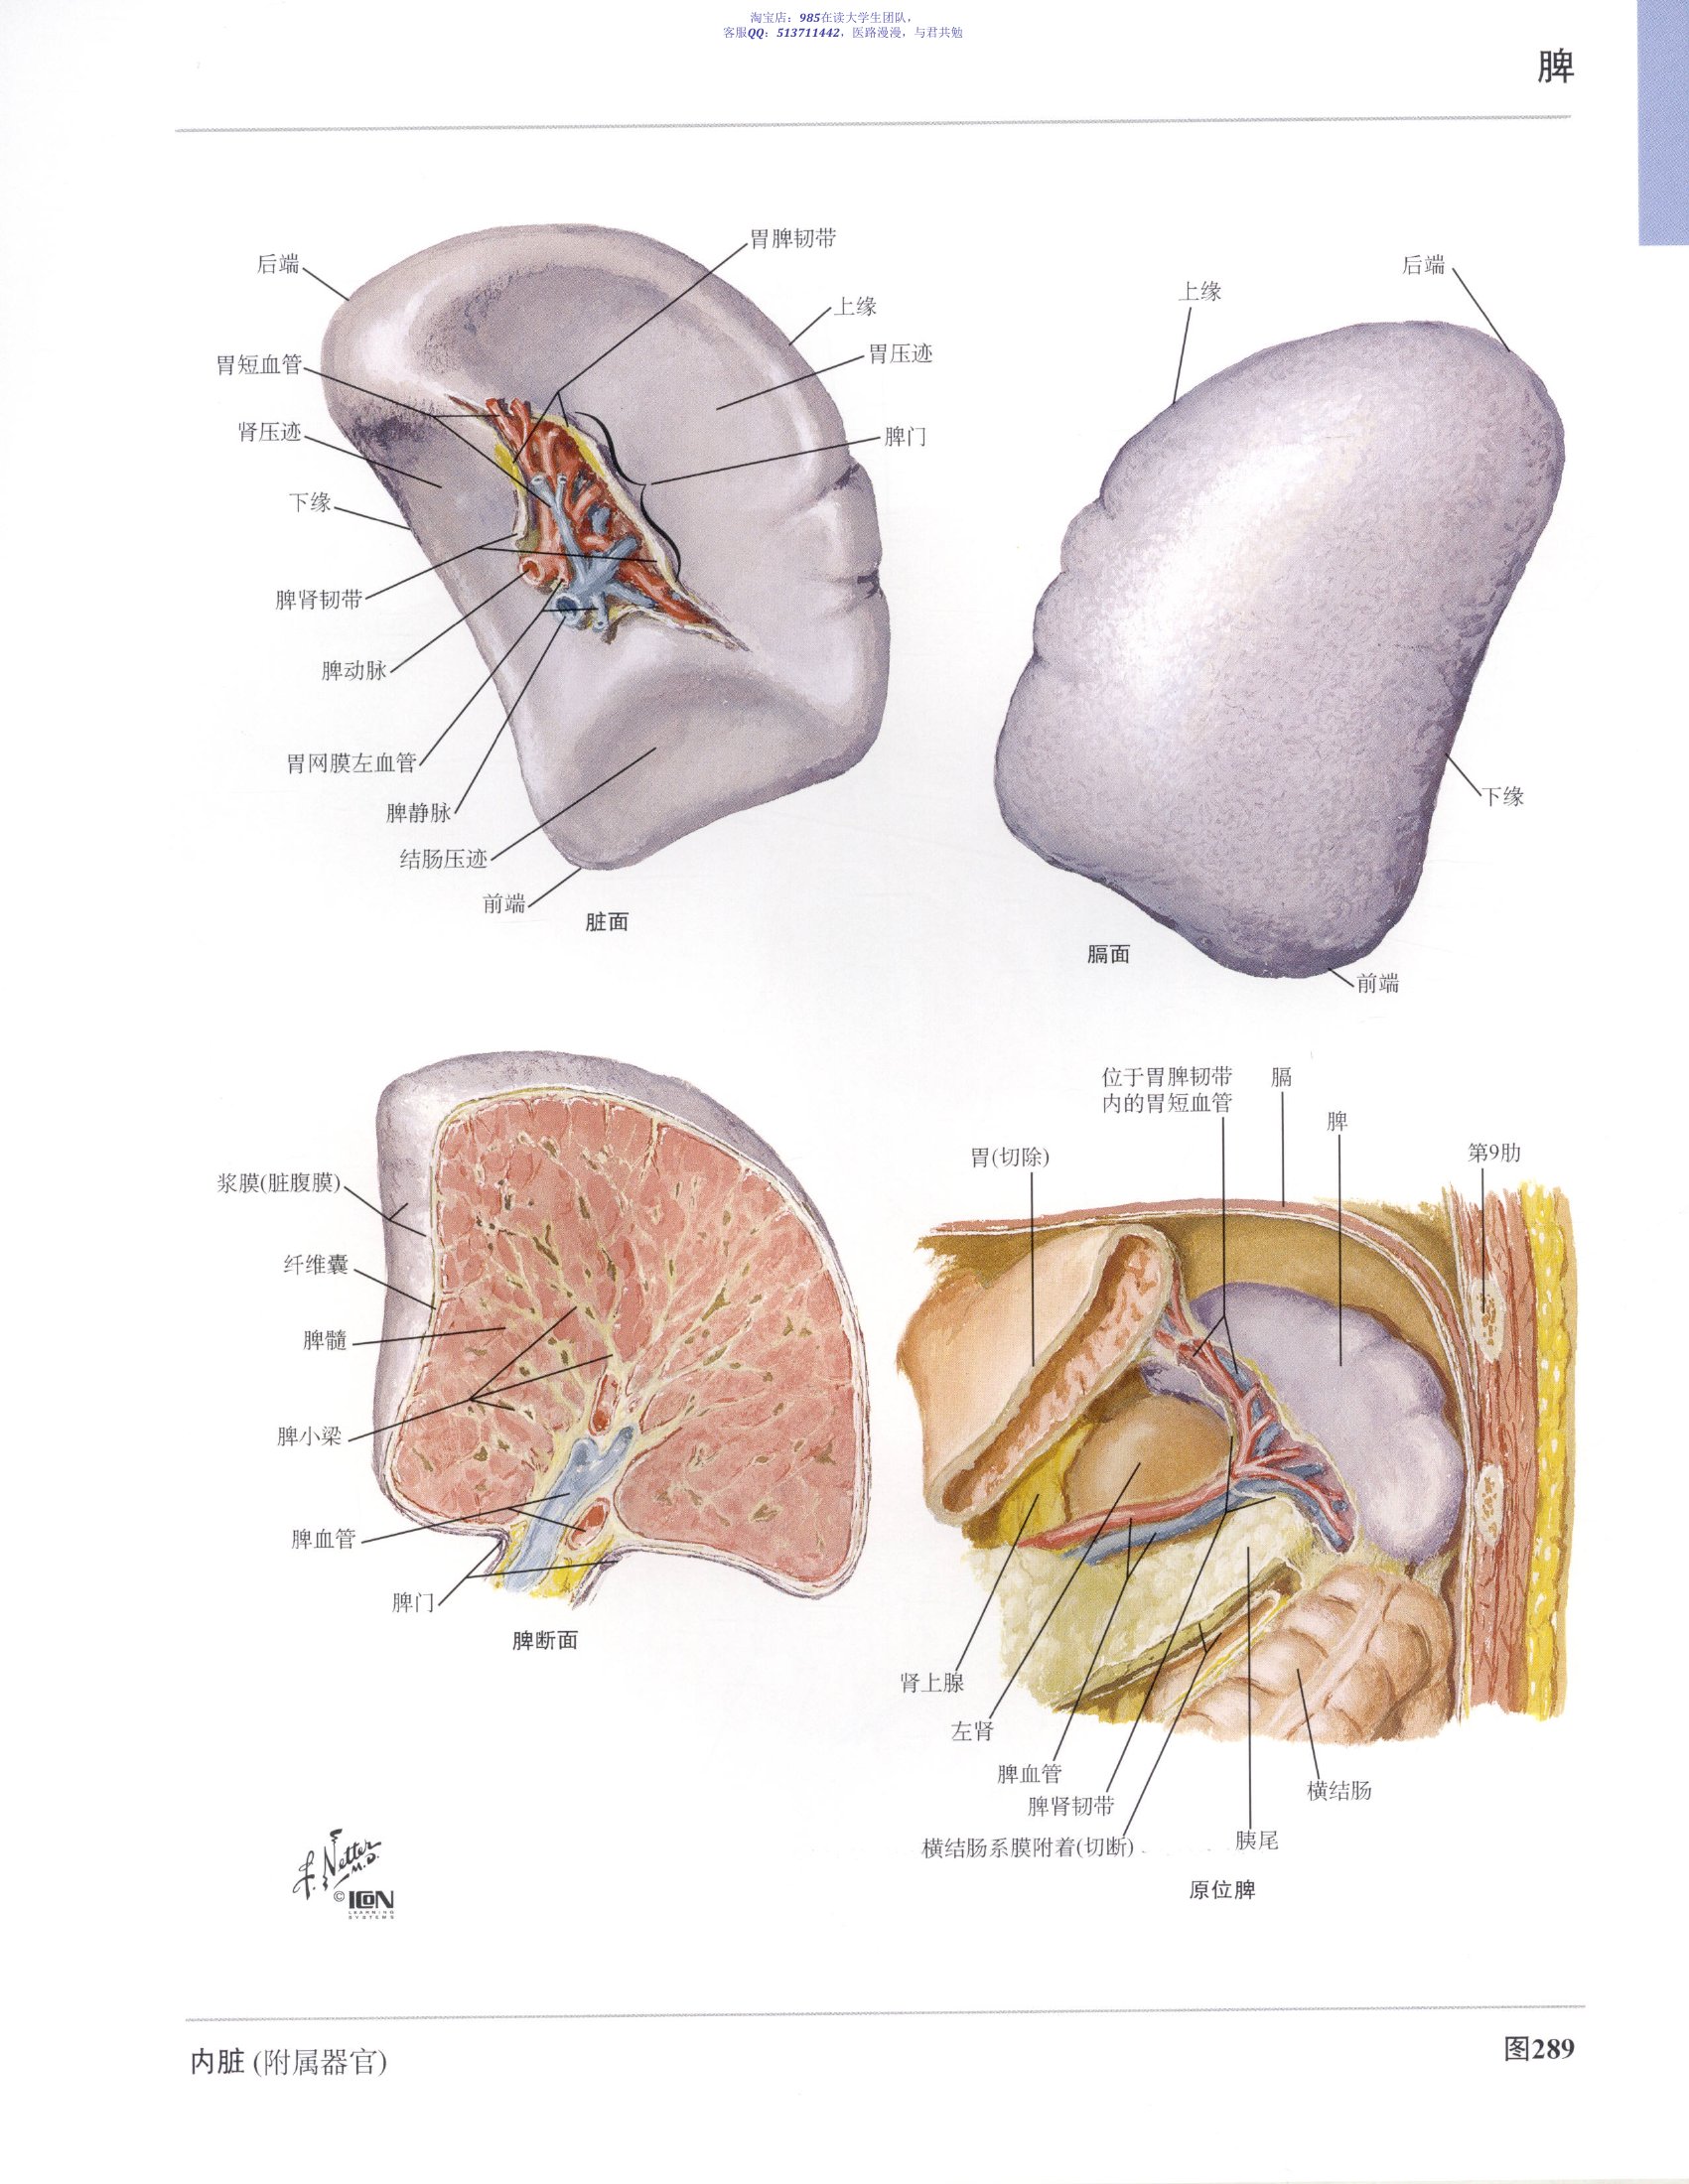 淘宝店：985在读大学生团队，
客服QQ：513711442，医路漫漫，与君共勉
脾
后端
胃短血管
肾压迹
下缘
脾肾韧带
脾动脉
胃网膜左血管
脾静脉
结肠压迹
前端
胃脾韧带
上缘
胃压迹
脾门
脏面
上缘
后端
下缘
前端
膈面
浆膜(脏腹膜)
纤维囊
脾髓
脾小梁
脾血管
脾门
脾断面
位于胃脾韧带
内的胃短血管
膈
脾
胃(切除)
第9肋
肾上腺
左肾
脾血管
脾肾韧带
横结肠系膜附着(切断)
胰尾
横结肠
原位脾
F. Netter
M.D.
© ICON
LEARNING
SYSTEMS
内脏 (附属器官)
图289